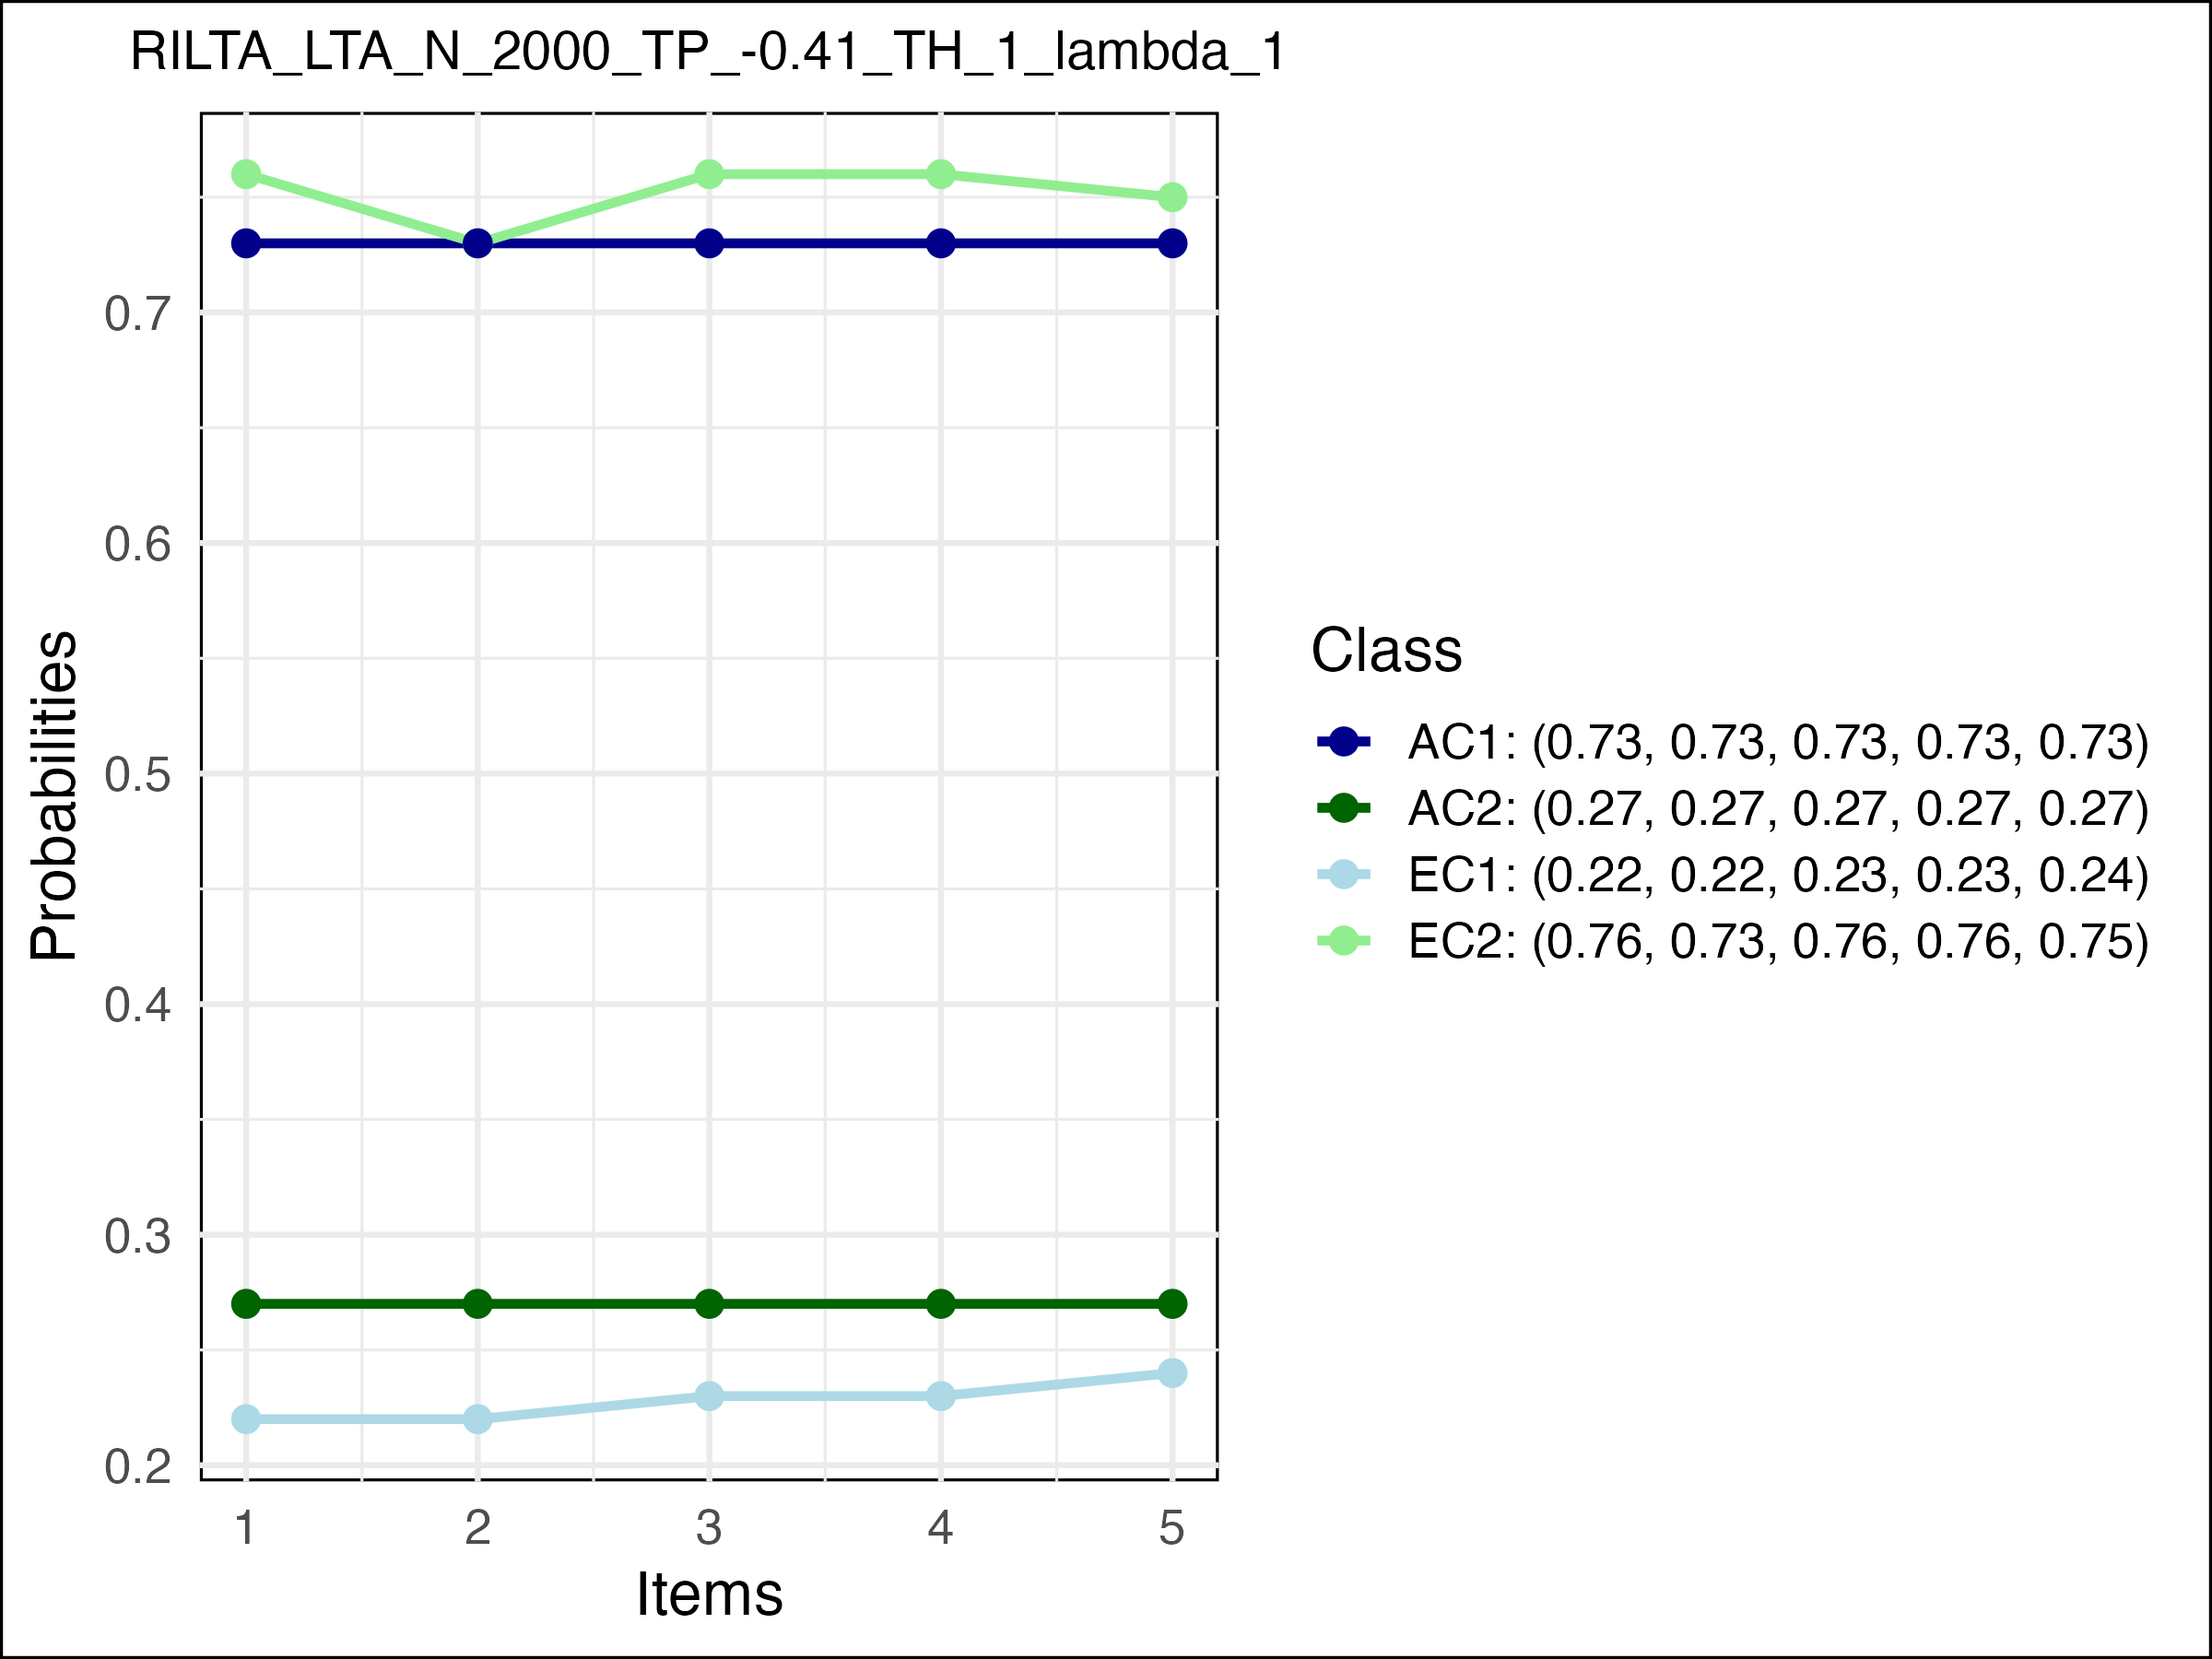 RILTA_LTA_N_2000_TP_-0.41_TH_1_lambda_1
Probabilities
0.7
0.6
0.5
0.4
0.3
0.2
1 2 3 4 5
Items
Class
AC1: (0.73, 0.73, 0.73, 0.73, 0.73)
AC2: (0.27, 0.27, 0.27, 0.27, 0.27)
EC1: (0.22, 0.22, 0.23, 0.23, 0.24)
EC2: (0.76, 0.73, 0.76, 0.76, 0.75)